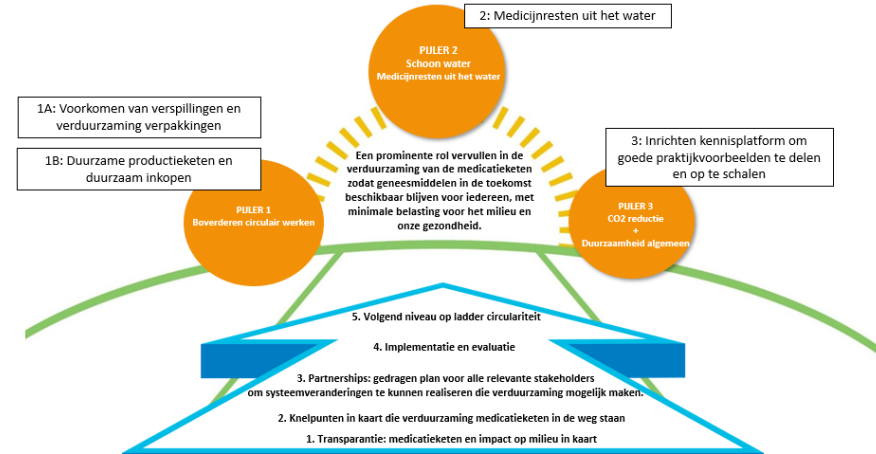 2: Medicijnresten uit het water
PIJLER 2
Schoon water
Medicijnresten uit het water
1A: Voorkomen van verspillingen en
verduurzaming verpakkingen
1B: Duurzame productieketen en
duurzaam inkopen
3: Inrichten kennisplatform om
goede praktijkvoorbeelden te delen
en op te schalen
Een prominente rol vervullen in de
verduurzaming van de medicatieketen
zodat geneesmiddelen in de toekomst
beschikbaar blijven voor iedereen, met
minimale belasting voor het milieu en
onze gezondheid.
PIJLER 1
Boverderen circulair werken
PIJLER 3
CO2 reductie
+
Duurzaamheid algemeen
5. Volgend niveau op ladder circulariteit
4. Implementatie en evaluatie
3. Partnerships: gedragen plan voor alle relevante stakeholders
om systeemveranderingen te kunnen realiseren die verduurzaming mogelijk maken.
2. Knelpunten in kaart die verduurzaming medicatieketen in de weg staan
1. Transparantie: medicatieketen en impact op milieu in kaart